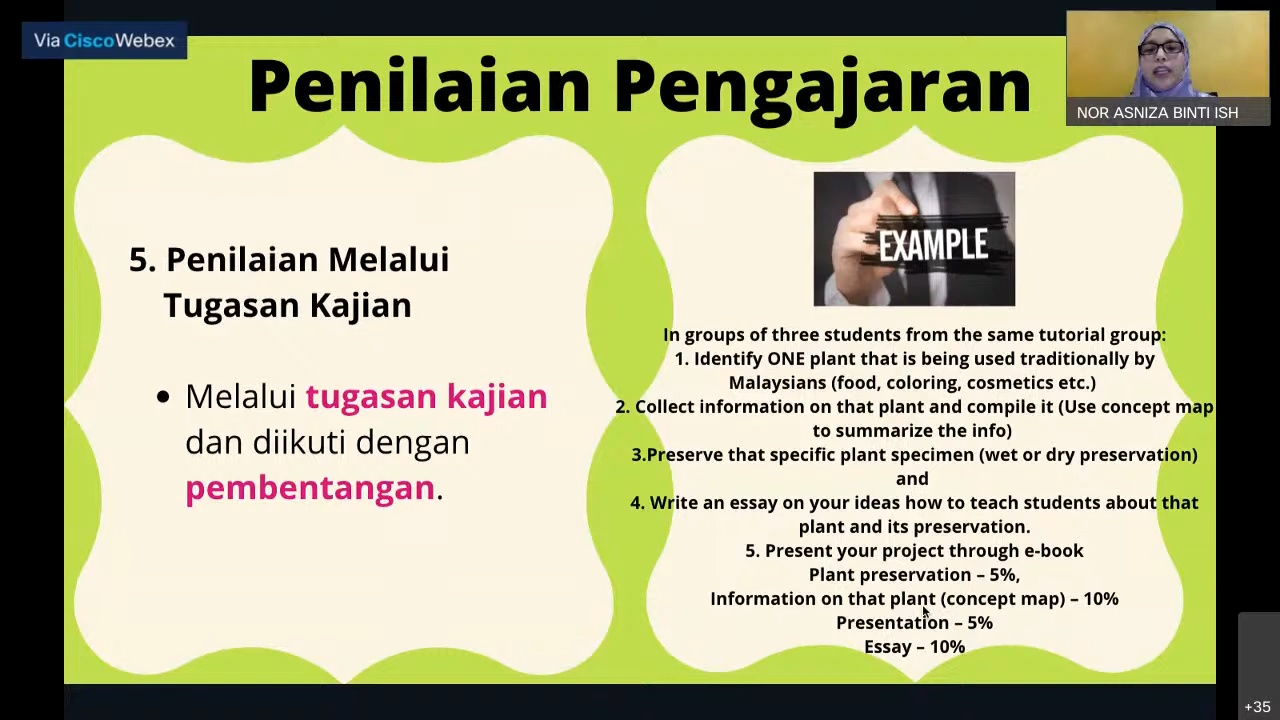 Via Cisco Webex
Penilaian Pengajaran
NOR ASNIZA BINTI ISH
5. Penilaian Melalui
Tugasan Kajian
• Melalui tugasan kajian
dan diikuti dengan
pembentangan.
EXAMPLE
In groups of three students from the same tutorial group:
1. Identify ONE plant that is being used traditionally by
Malaysians (food, coloring, cosmetics etc.)
2. Collect information on that plant and compile it (Use concept map
to summarize the info)
3.Preserve that specific plant specimen (wet or dry preservation)
and
4. Write an essay on your ideas how to teach students about that
plant and its preservation.
5. Present your project through e-book
Plant preservation – 5%,
Information on that plant (concept map) – 10%
Presentation – 5%
Essay – 10%
+35